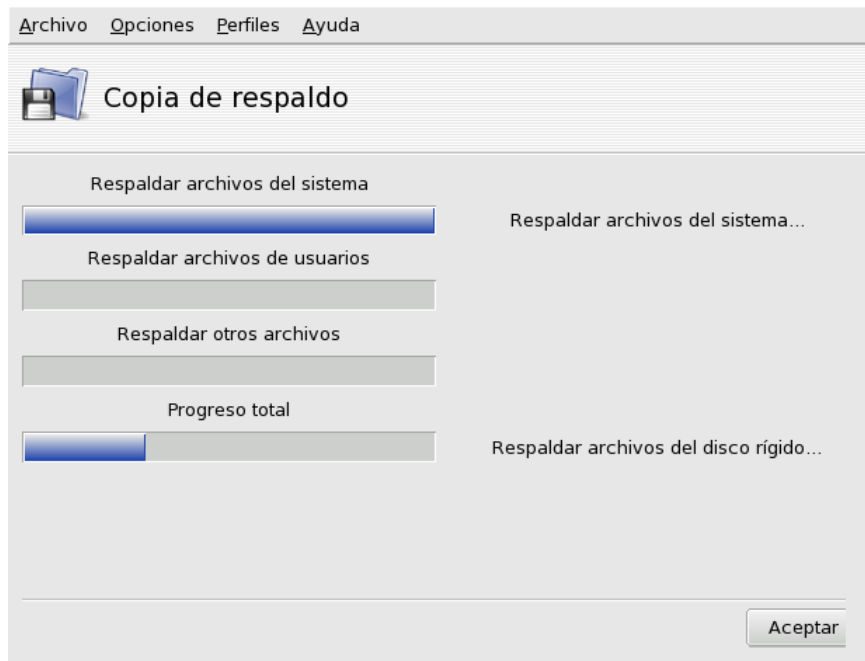 Archivo Opciones Perfiles Ayuda
Copia de respaldo
Respaldar archivos del sistema
Respaldar archivos del sistema...
Respaldar archivos de usuarios
Respaldar otros archivos
Progreso total
Respaldar archivos del disco rígido...
Aceptar